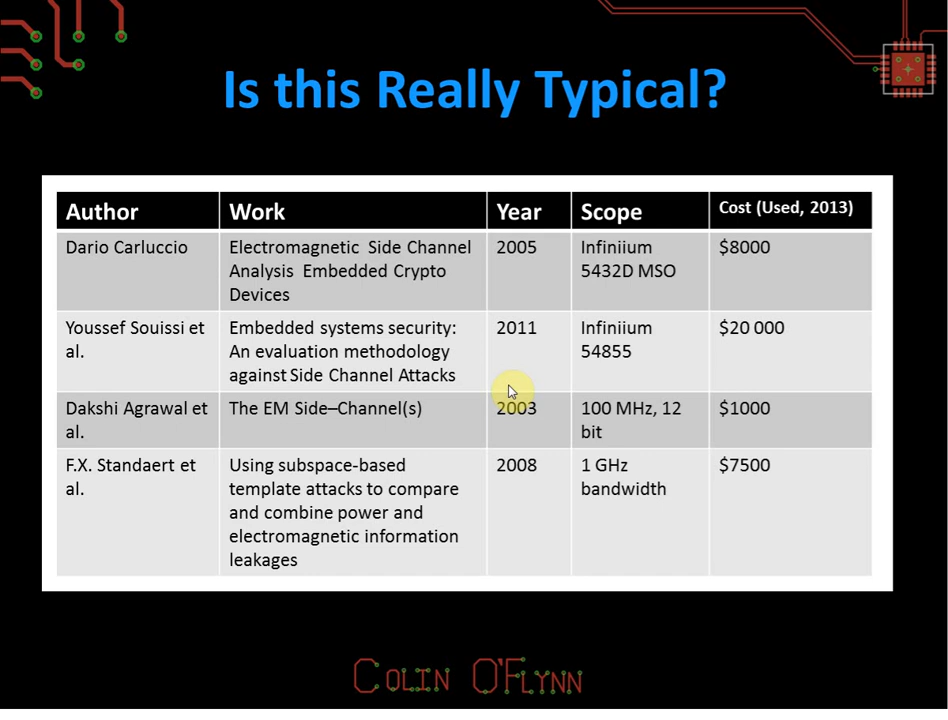 Is this Really Typical?
Author Work Year Scope Cost (Used, 2013)
Dario Carluccio Electromagnetic Side Channel 2005 Infiniium $8000
Analysis Embedded Crypto 5432D MSO
Devices
Youssef Souissi et Embedded systems security: 2011 Infiniium $20 000
al. An evaluation methodology 54855
against Side Channel Attacks
Dakshi Agrawal et The EM Side–Channel(s) 2003 100 MHz, 12 $1000
al. bit
F.X. Standaert et Using subspace-based 2008 1 GHz $7500
al. template attacks to compare bandwidth
and combine power and
electromagnetic information
leakages
Colin O'Flynn